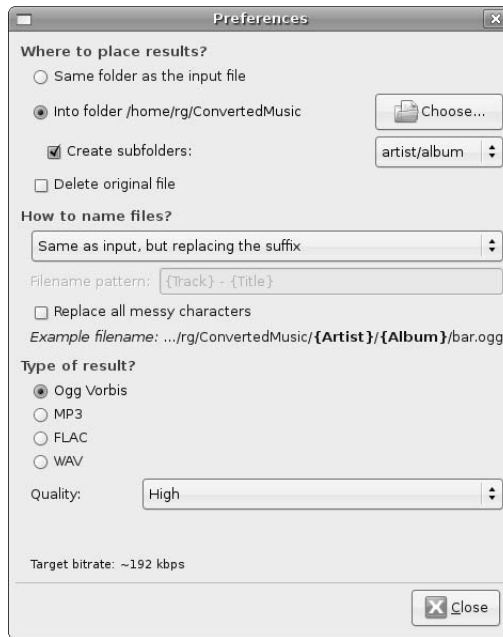 Preferences
Where to place results?
Same folder as the input file
Into folder /home/rg/ConvertedMusic
Choose...
Create subfolders:
artist/album
Delete original file
How to name files?
Same as input, but replacing the suffix
Filename pattern:
{Track} - {Title}
Replace all messy characters
Example filename: .../rg/ConvertedMusic/{Artist}/{Album}/bar.ogg
Type of result?
Ogg Vorbis
MP3
FLAC
WAV
Quality:
High
Target bitrate: ~192 kbps
Close